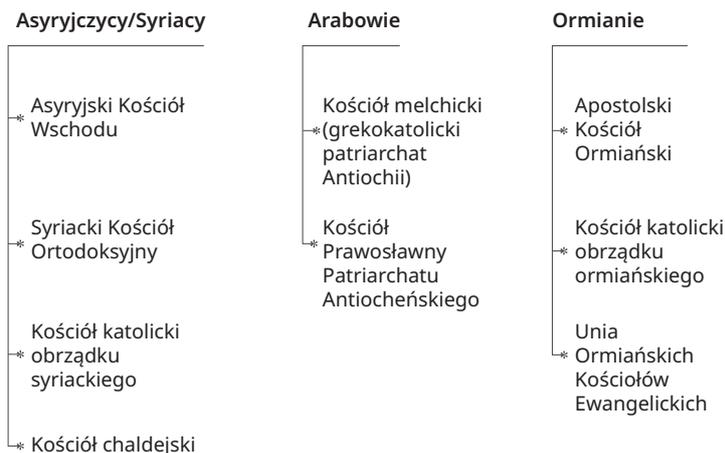 Asyryjczycy/Syriacy
Asyryjski Kościół
Wschodu
Syriacki Kościół
Ortodoksyjny
Kościół katolicki
obrządku
syriackiego
Kościół chaldejski
Arabowie
Kościół melchicki
(grekokatolicki
patriarchat
Antiochii)
Kościół
Prawosławny
Patriarchatu
Antiocheńskiego
Ormianie
Apostolski
Kościół
Ormiański
Kościół katolicki
obrządku
ormiańskiego
Unia
Ormiańskich
Kościołów
Ewangelickich